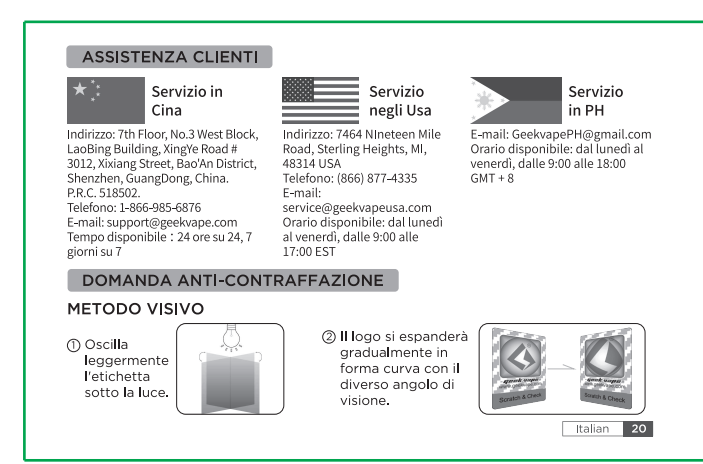 ASSISTENZA CLIENTI
Servizio in
Cina
Indirizzo: 7th Floor, No.3 West Block,
LaoBing Building, XingYe Road #
3012, Xixiang Street, Bao'An District,
Shenzhen, GuangDong, China.
P.R.C. 518502.
Telefono: 1-866-985-6876
E-mail: support@geekvape.com
Tempo disponibile：24 ore su 24, 7
giorni su 7
Servizio
negli Usa
Indirizzo: 7464 NIneteen Mile
Road, Sterling Heights, MI,
48314 USA
Telefono: (866) 877-4335
E-mail:
service@geekvapeusa.com
Orario disponibile: dal lunedì
al venerdì, dalle 9:00 alle
17:00 EST
Servizio
in PH
E-mail: GeekvapePH@gmail.com
Orario disponibile: dal lunedì al
venerdì, dalle 9:00 alle 18:00
GMT + 8
DOMANDA ANTI-CONTRAFFAZIONE
METODO VISIVO
① Oscilla
leggermente
l'etichetta
sotto la luce.
② Il logo si espanderà
gradualmente in
forma curva con il
diverso angolo di
visione.
geek vape
Scratch & Check
geek vape
Scratch & Check
Italian 20